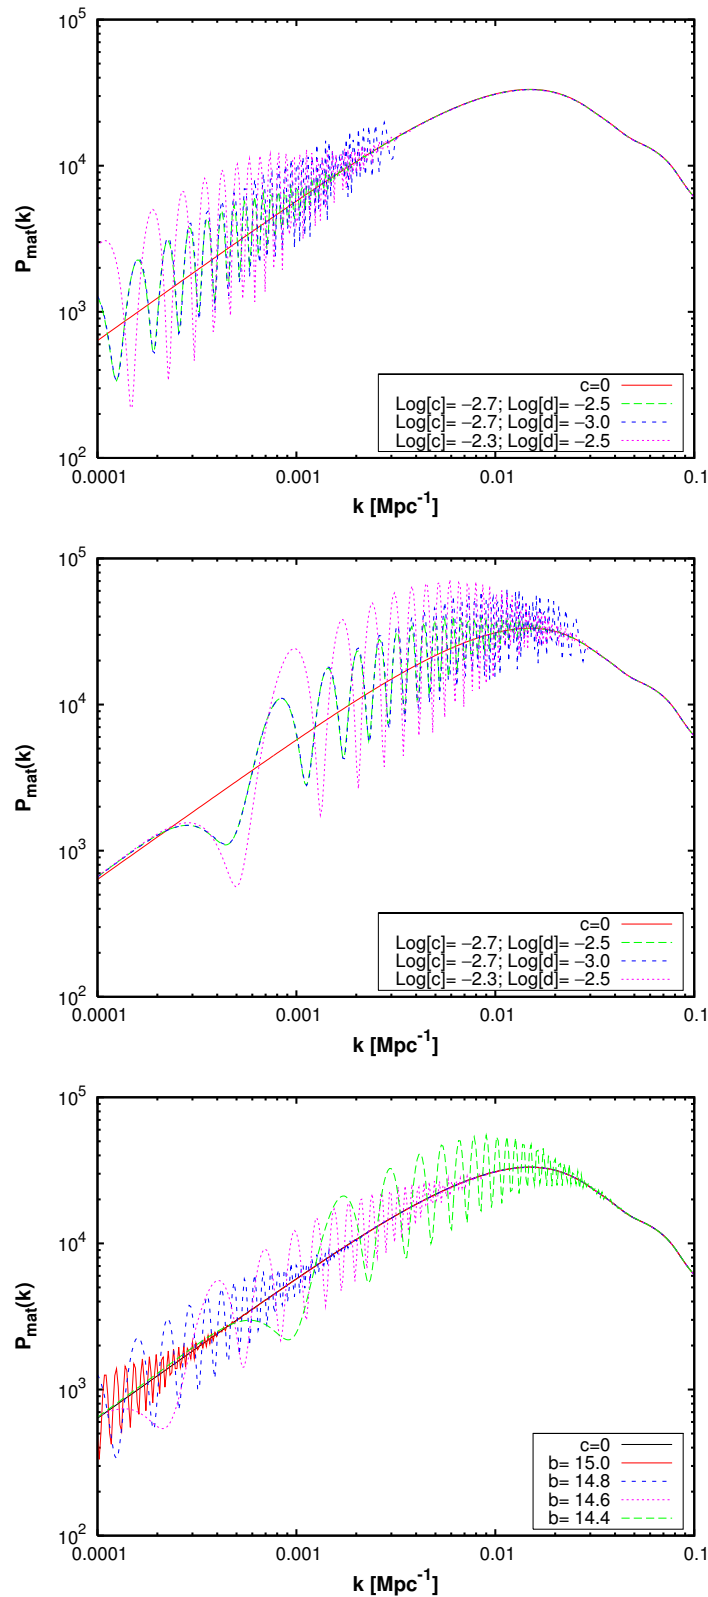 10^5
10^4
10^3
10^2
P_mat(k)
0.0001 0.001 0.01 0.1
k [Mpc^-1]
c=0
Log[c]= −2.7; Log[d]= −2.5
Log[c]= −2.7; Log[d]= −3.0
Log[c]= −2.3; Log[d]= −2.5
10^5
10^4
10^3
10^2
P_mat(k)
0.0001 0.001 0.01 0.1
k [Mpc^-1]
c=0
Log[c]= −2.7; Log[d]= −2.5
Log[c]= −2.7; Log[d]= −3.0
Log[c]= −2.3; Log[d]= −2.5
10^5
10^4
10^3
10^2
P_mat(k)
0.0001 0.001 0.01 0.1
k [Mpc^-1]
c=0
b= 15.0
b= 14.8
b= 14.6
b= 14.4